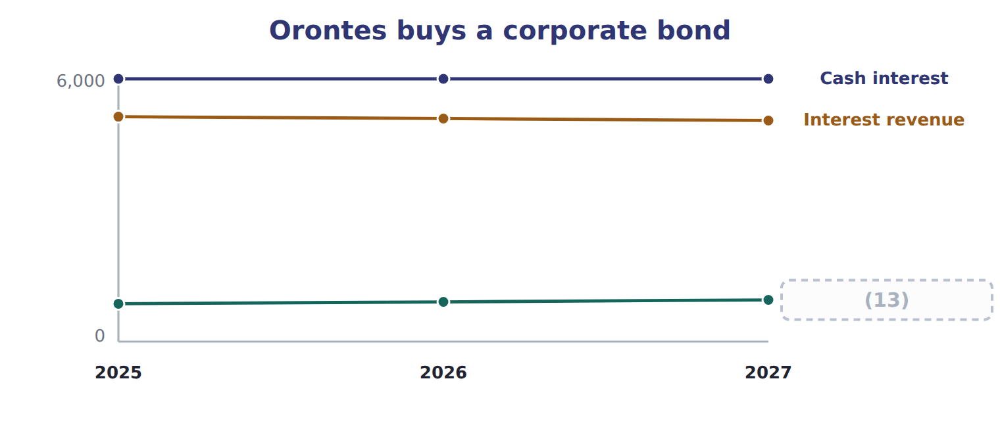 Orontes buys a corporate bond
6,000
Cash interest
Interest revenue
(13)
0
2025 2026 2027